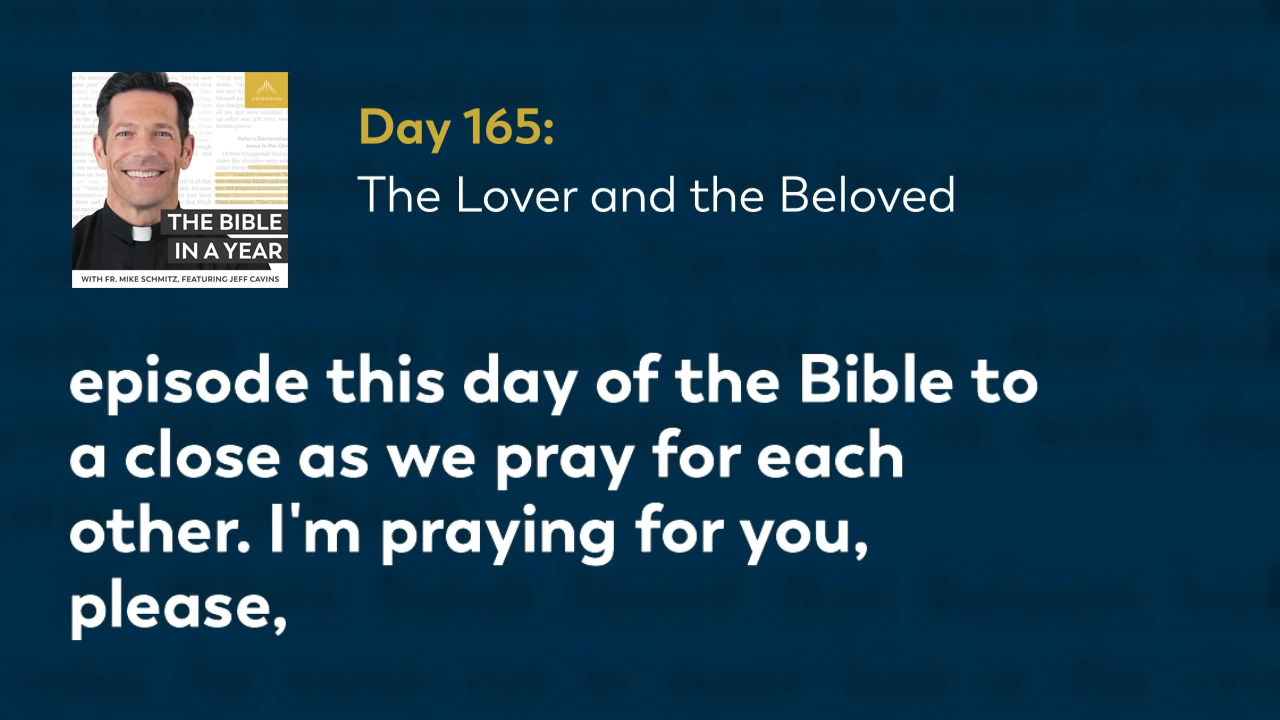 ASCENSION
THE BIBLE
IN A YEAR
WITH FR. MIKE SCHMITZ, FEATURING JEFF CAVINS
Day 165:
The Lover and the Beloved
episode this day of the Bible to
a close as we pray for each
other. I'm praying for you,
please,